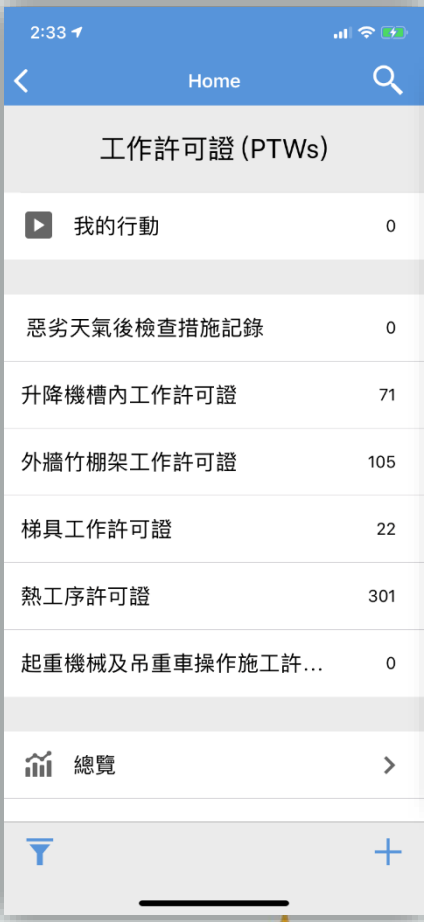 2:33
Home
工作許可證 (PTWs)
我的行動 0
惡劣天氣後檢查措施記錄 0
升降機槽內工作許可證 71
外牆竹棚架工作許可證 105
梯具工作許可證 22
熱工序許可證 301
起重機械及吊重車操作施工許... 0
總覽